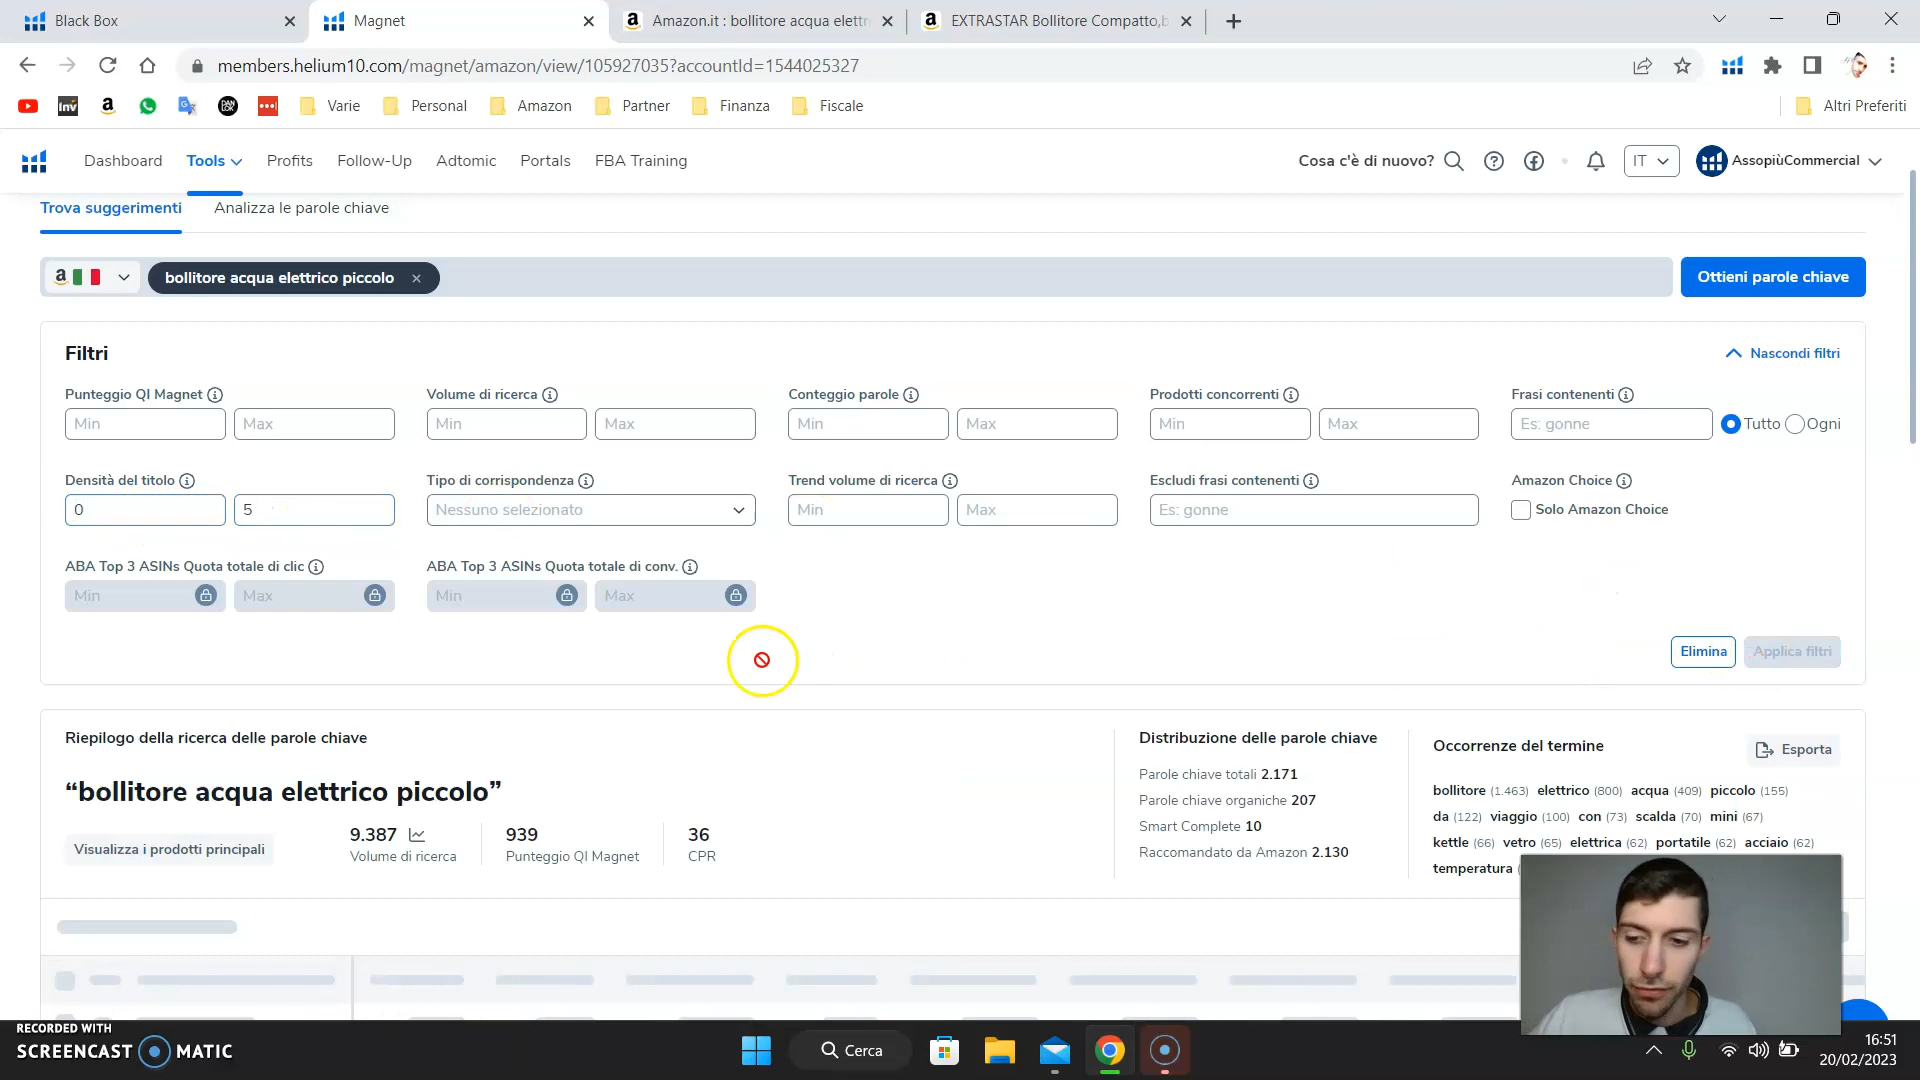 Black Box
Magnet
Amazon.it : bollitore acqua elettr
EXTRASTAR Bollitore Compatto,b
members.helium10.com/magnet/amazon/view/105927035?accountId=1544025327
Varie
Personal
Amazon
Partner
Finanza
Fiscale
Altri Preferiti
Dashboard
Tools
Profits
Follow-Up
Adtomic
Portals
FBA Training
Cosa c'è di nuovo?
IT
AssopiùCommercial
Trova suggerimenti
Analizza le parole chiave
bollitore acqua elettrico piccolo
Ottieni parole chiave
Filtri
Nascondi filtri
Punteggio QI Magnet
Volume di ricerca
Conteggio parole
Prodotti concorrenti
Frasi contenenti
Min
Max
Min
Max
Min
Max
Min
Max
Es: gonne
Tutto
Ogni
Densità del titolo
Tipo di corrispondenza
Trend volume di ricerca
Escludi frasi contenenti
Amazon Choice
0
5
Nessuno selezionato
Min
Max
Es: gonne
Solo Amazon Choice
ABA Top 3 ASINs Quota totale di clic
ABA Top 3 ASINs Quota totale di conv.
Min
Max
Min
Max
Elimina
Applica filtri
Riepilogo della ricerca delle parole chiave
“bollitore acqua elettrico piccolo”
Visualizza i prodotti principali
9.387
Volume di ricerca
939
Punteggio QI Magnet
36
CPR
Distribuzione delle parole chiave
Parole chiave totali 2.171
Parole chiave organiche 207
Smart Complete 10
Raccomandato da Amazon 2.130
Occorrenze del termine
Esporta
bollitore (1.463) elettrico (800) acqua (409) piccolo (155)
da (122) viaggio (100) con (73) scalda (70) mini (67)
kettle (66) vetro (65) elettrica (62) portatile (62) acciaio (62)
temperatura
RECORDED WITH
SCREENCAST MATIC
Cerca
16:51
20/02/2023